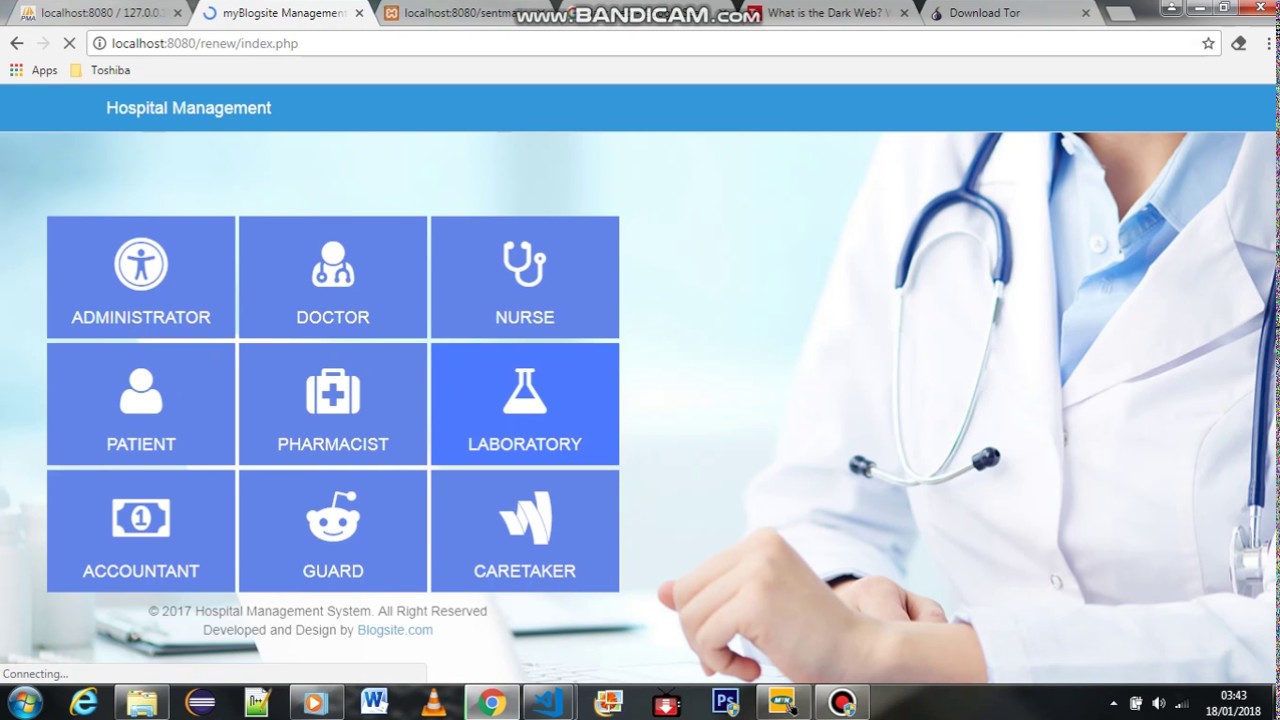 localhost:8080 / 127.0.0.
myBlogsite Management
localhost:8080/sentma
www.BANDICAM.com
What is the Dark Web?
Download Tor
localhost:8080/renew/index.php
Apps
Toshiba
Hospital Management
ADMINISTRATOR
DOCTOR
NURSE
PATIENT
PHARMACIST
LABORATORY
ACCOUNTANT
GUARD
CARETAKER
© 2017 Hospital Management System. All Right Reserved
Developed and Design by Blogsite.com
Connecting...
03:43
18/01/2018